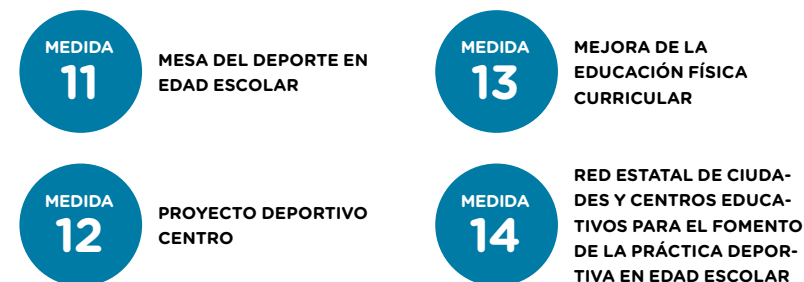 MEDIDA
11
MESA DEL DEPORTE EN
EDAD ESCOLAR
MEDIDA
12
PROYECTO DEPORTIVO
CENTRO
MEDIDA
13
MEJORA DE LA
EDUCACIÓN FÍSICA
CURRICULAR
MEDIDA
14
RED ESTATAL DE CIUDA-
DES Y CENTROS EDUCA-
TIVOS PARA EL FOMENTO
DE LA PRÁCTICA DEPOR-
TIVA EN EDAD ESCOLAR